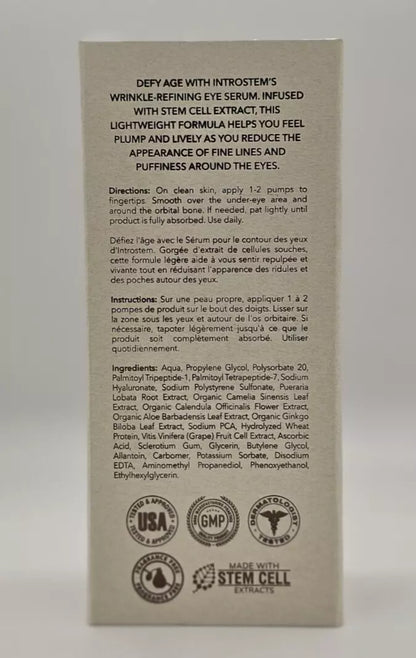 DEFY AGE WITH INTROSTEM'S
WRINKLE-REFINING EYE SERUM. INFUSED
WITH STEM CELL EXTRACT, THIS
LIGHTWEIGHT FORMULA HELPS YOU FEEL
PLUMP AND LIVELY AS YOU REDUCE THE
APPEARANCE OF FINE LINES AND
PUFFINESS AROUND THE EYES.
Directions: On clean skin, apply 1-2 pumps to
fingertips. Smooth over the under-eye area and
around the orbital bone. If needed, pat lightly until
product is fully absorbed. Use daily.
Défiez l'âge avec le Sérum pour le contour des yeux
d'Introstem. Gorgée d'extrait de cellules souches,
cette formule légère aide à vous sentir repulpée et
vivante tout en réduisant l'apparence des ridules et
des poches autour des yeux.
Instructions: Sur une peau propre, appliquer 1 à 2
pompes de produit sur le bout des doigts. Lisser sur
la zone sous les yeux et autour de l'os orbitaire. Si
nécessaire, tapoter légèrement jusqu'à ce que le
produit soit complètement absorbé. Utiliser
quotidiennement.
Ingredients: Aqua, Propylene Glycol, Polysorbate 20,
Palmitoyl Tripeptide-1, Palmitoyl Tetrapeptide-7, Sodium
Hyaluronate, Sodium Polystyrene Sulfonate, Pueraria
Lobata Root Extract, Organic Camelia Sinensis Leaf
Extract, Organic Calendula Officinalis Flower Extract,
Organic Aloe Barbadensis Leaf Extract, Organic Ginkgo
Biloba Leaf Extract, Sodium PCA, Hydrolyzed Wheat
Protein, Vitis Vinifera (Grape) Fruit Cell Extract, Ascorbic
Acid, Sclerotium Gum, Glycerin, Butylene Glycol,
Allantoin, Carbomer, Potassium Sorbate, Disodium
EDTA, Aminomethyl Propanediol, Phenoxyethanol,
Ethylhexylglycerin.
TESTED & APPROVED
USA
TESTED & APPROVED
GMP
DERMATOLOGIST
TESTED
FRAGRANCE FREE
FRAGRANCE FREE
MADE WITH
STEM CELL
EXTRACTS